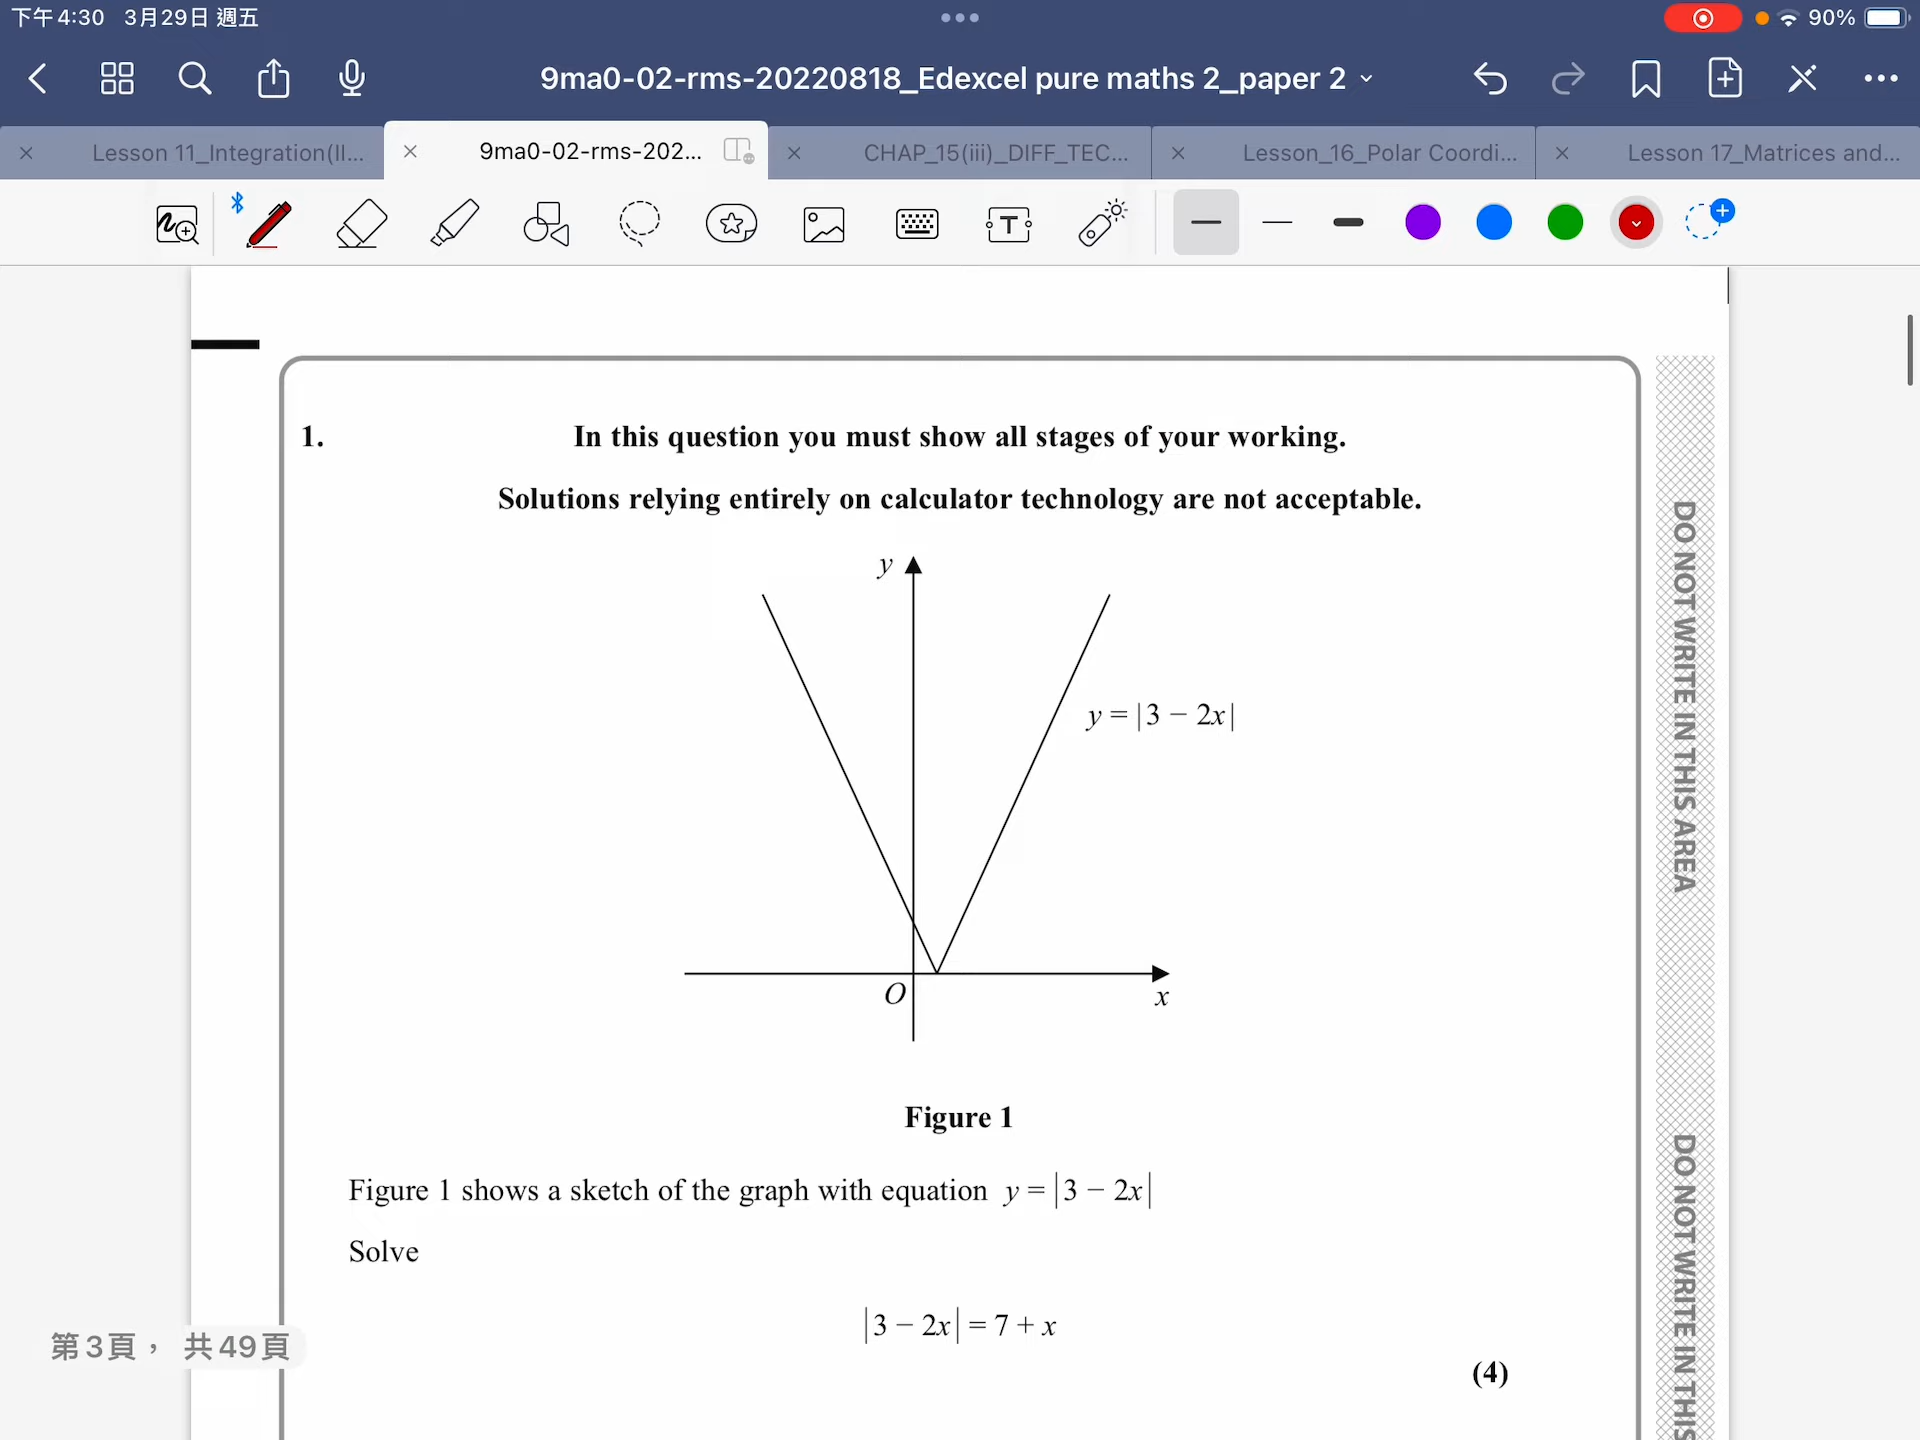 下午4:30 3月29日 週五
90%
9ma0-02-rms-20220818_Edexcel pure maths 2_paper 2
Lesson 11_Integration(II...
9ma0-02-rms-202...
CHAP_15(iii)_DIFF_TEC...
Lesson_16_Polar Coordi...
Lesson 17_Matrices and...
1.
In this question you must show all stages of your working.
Solutions relying entirely on calculator technology are not acceptable.
y
y = |3 − 2x|
O
x
Figure 1
Figure 1 shows a sketch of the graph with equation y = |3 − 2x|
Solve
|3 − 2x| = 7 + x
(4)
第3頁， 共49頁
DO NOT WRITE IN THIS AREA
DO NOT WRITE IN THIS